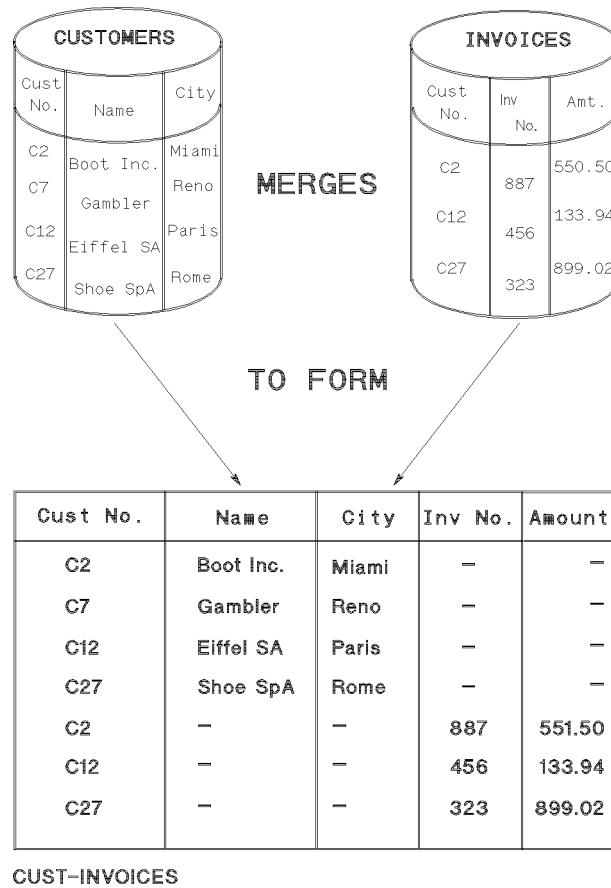 CUSTOMERS
Cust No. Name City
C2 Boot Inc. Miami
C7 Gambler Reno
C12 Eiffel SA Paris
C27 Shoe SpA Rome
MERGES
INVOICES
Cust No. Inv No. Amt.
C2 887 550.50
C12 456 133.94
C27 323 899.02
TO FORM
Cust No. Name City Inv No. Amount
C2 Boot Inc. Miami – –
C7 Gambler Reno – –
C12 Eiffel SA Paris – –
C27 Shoe SpA Rome – –
C2 – – 887 551.50
C12 – – 456 133.94
C27 – – 323 899.02
CUST-INVOICES